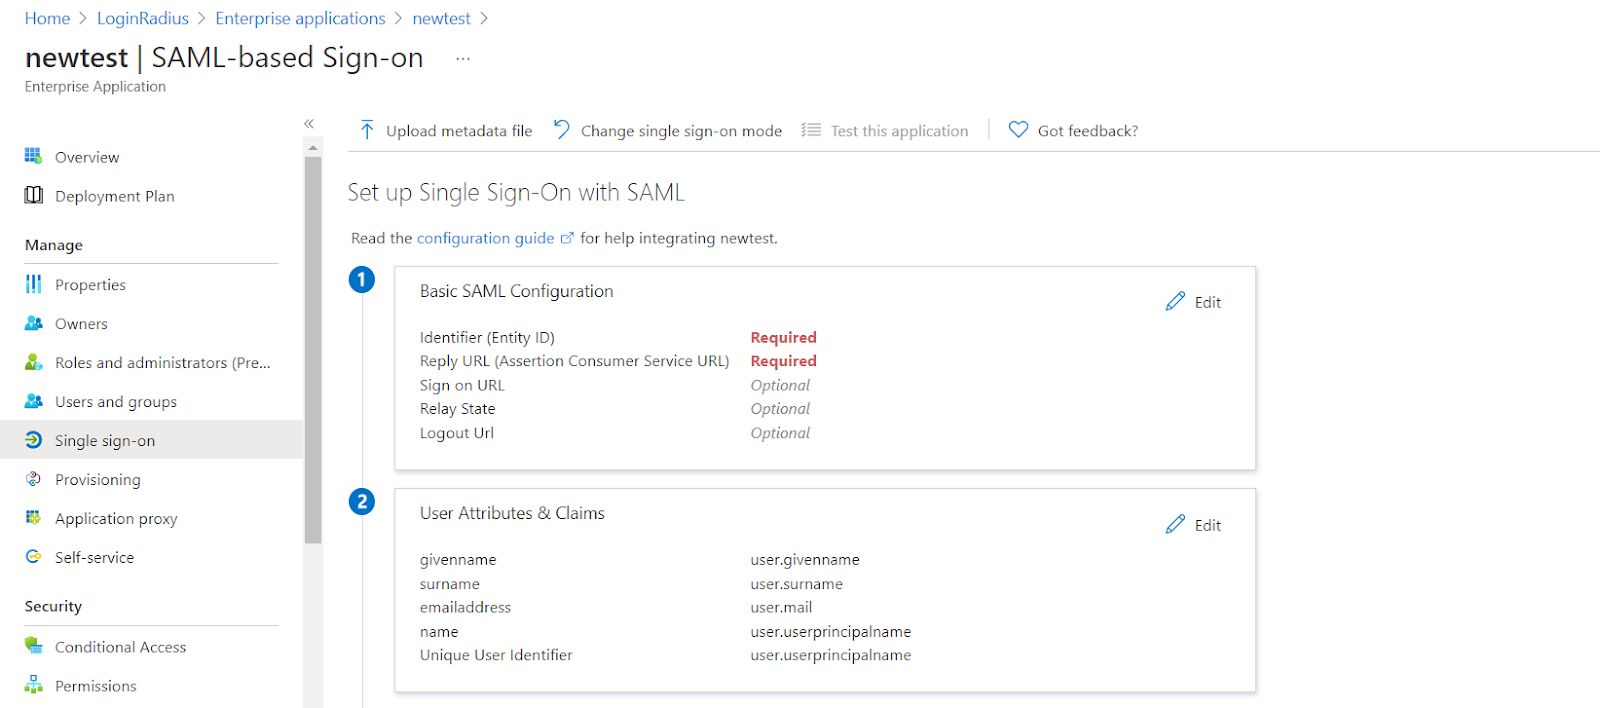 Home > LoginRadius > Enterprise applications > newtest >
newtest | SAML-based Sign-on ...
Enterprise Application
«
Overview
Deployment Plan
Manage
Properties
Owners
Roles and administrators (Pre...
Users and groups
Single sign-on
Provisioning
Application proxy
Self-service
Security
Conditional Access
Permissions
Upload metadata file Change single sign-on mode Test this application Got feedback?
Set up Single Sign-On with SAML
Read the configuration guide for help integrating newtest.
1
Basic SAML Configuration
Edit
Identifier (Entity ID) Required
Reply URL (Assertion Consumer Service URL) Required
Sign on URL Optional
Relay State Optional
Logout Url Optional
2
User Attributes & Claims
Edit
givenname user.givenname
surname user.surname
emailaddress user.mail
name user.userprincipalname
Unique User Identifier user.userprincipalname